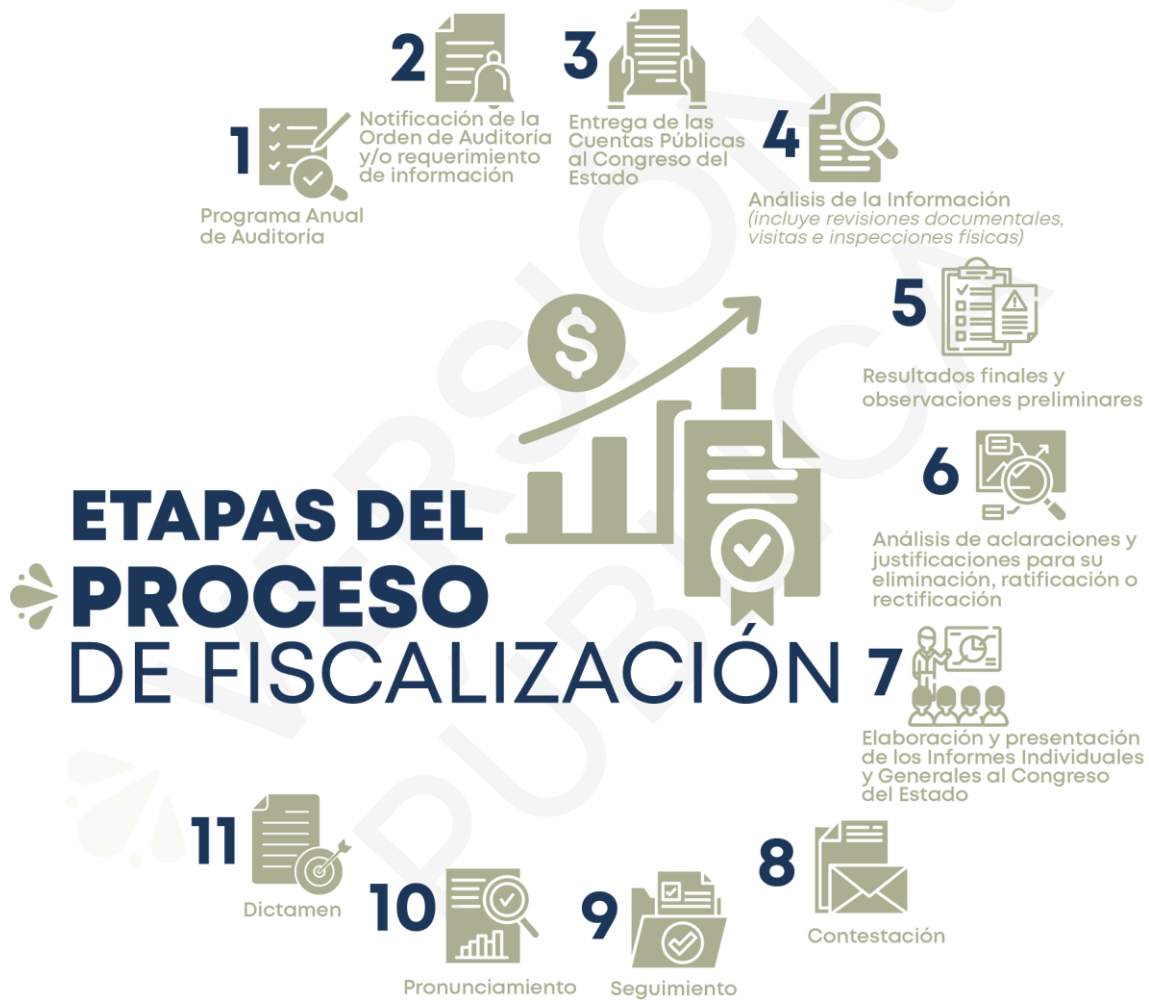 1
Programa Anual
de Auditoría
2
Notificación de la
Orden de Auditoría
y/o requerimiento
de información
3
Entrega de las
Cuentas Públicas
al Congreso del
Estado
4
Análisis de la Información
(incluye revisiones documentales,
visitas e inspecciones físicas)
5
Resultados finales y
observaciones preliminares
6
Análisis de aclaraciones y
justificaciones para su
eliminación, ratificación o
rectificación
7
Elaboración y presentación
de los Informes Individuales
y Generales al Congreso
del Estado
8
Contestación
9
Seguimiento
10
Pronunciamiento
11
Dictamen
ETAPAS DEL
PROCESO
DE FISCALIZACIÓN
$
VERSIÓN
PÚBLICA